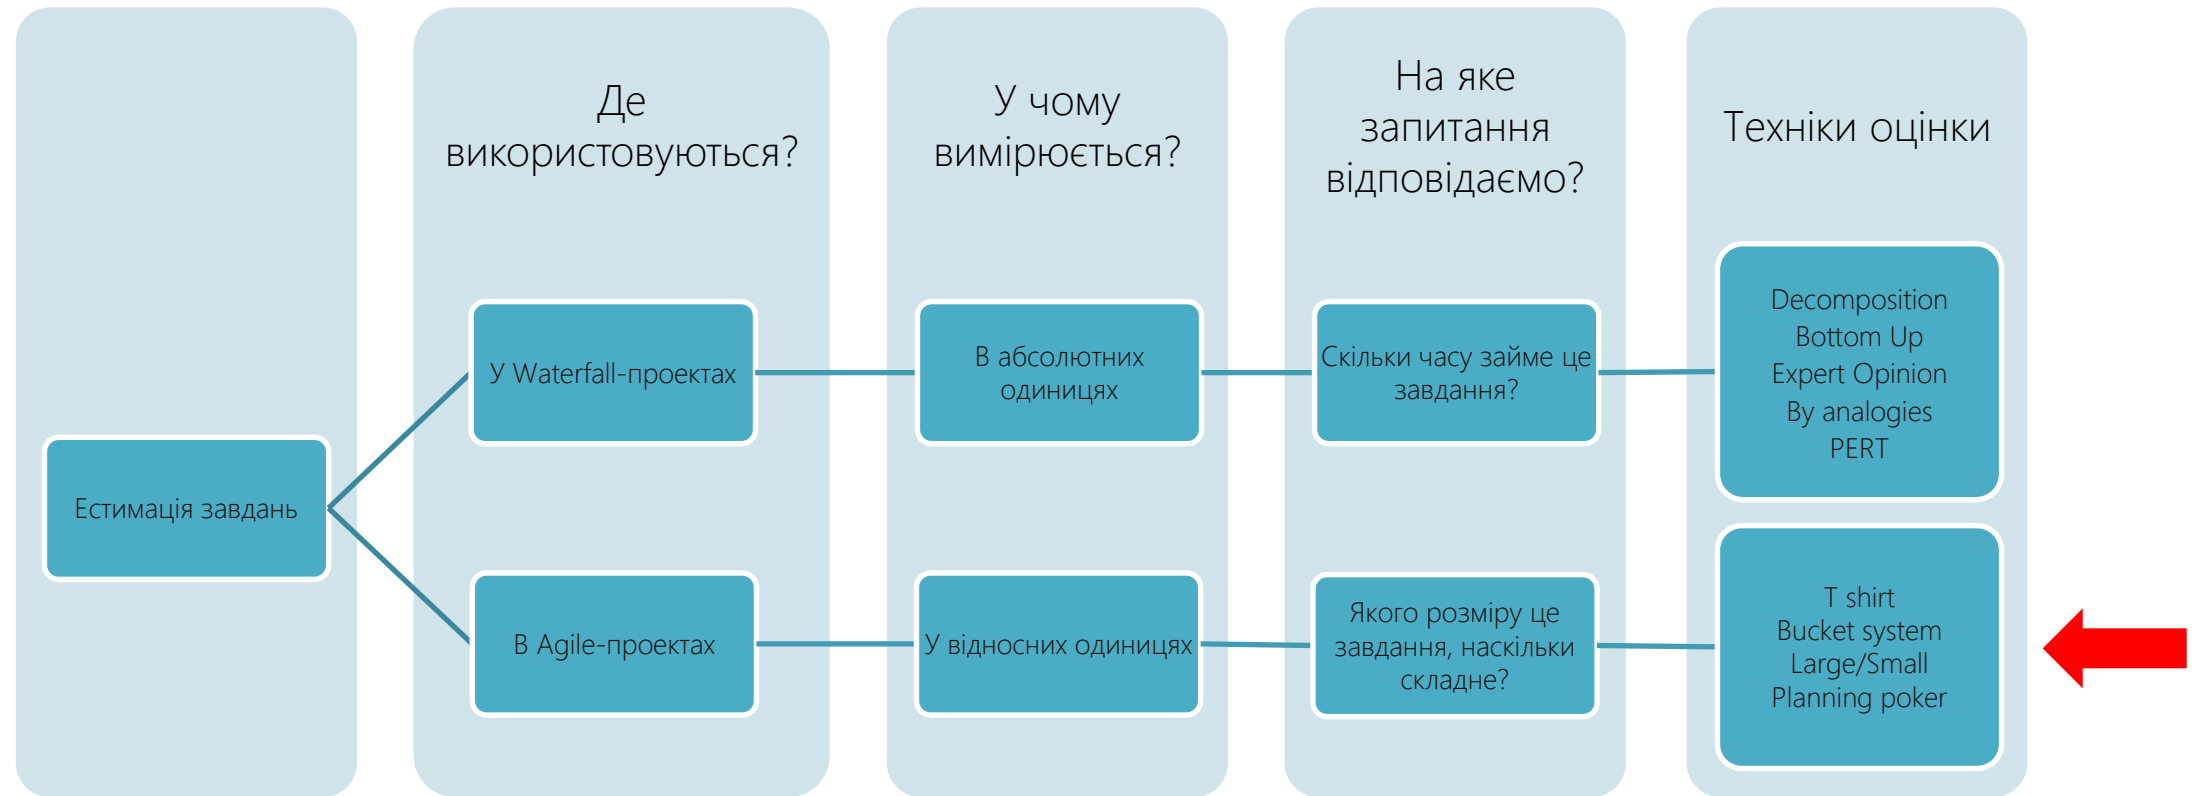 Де
використовуються?
У чому
вимірюється?
На яке
запитання
відповідаємо?
Техніки оцінки
Естимація завдань
У Waterfall-проектах
В абсолютних
одиницях
Скільки часу займе це
завдання?
Decomposition
Bottom Up
Expert Opinion
By analogies
PERT
В Agile-проектах
У відносних одиницях
Якого розміру це
завдання, наскільки
складне?
T shirt
Bucket system
Large/Small
Planning poker